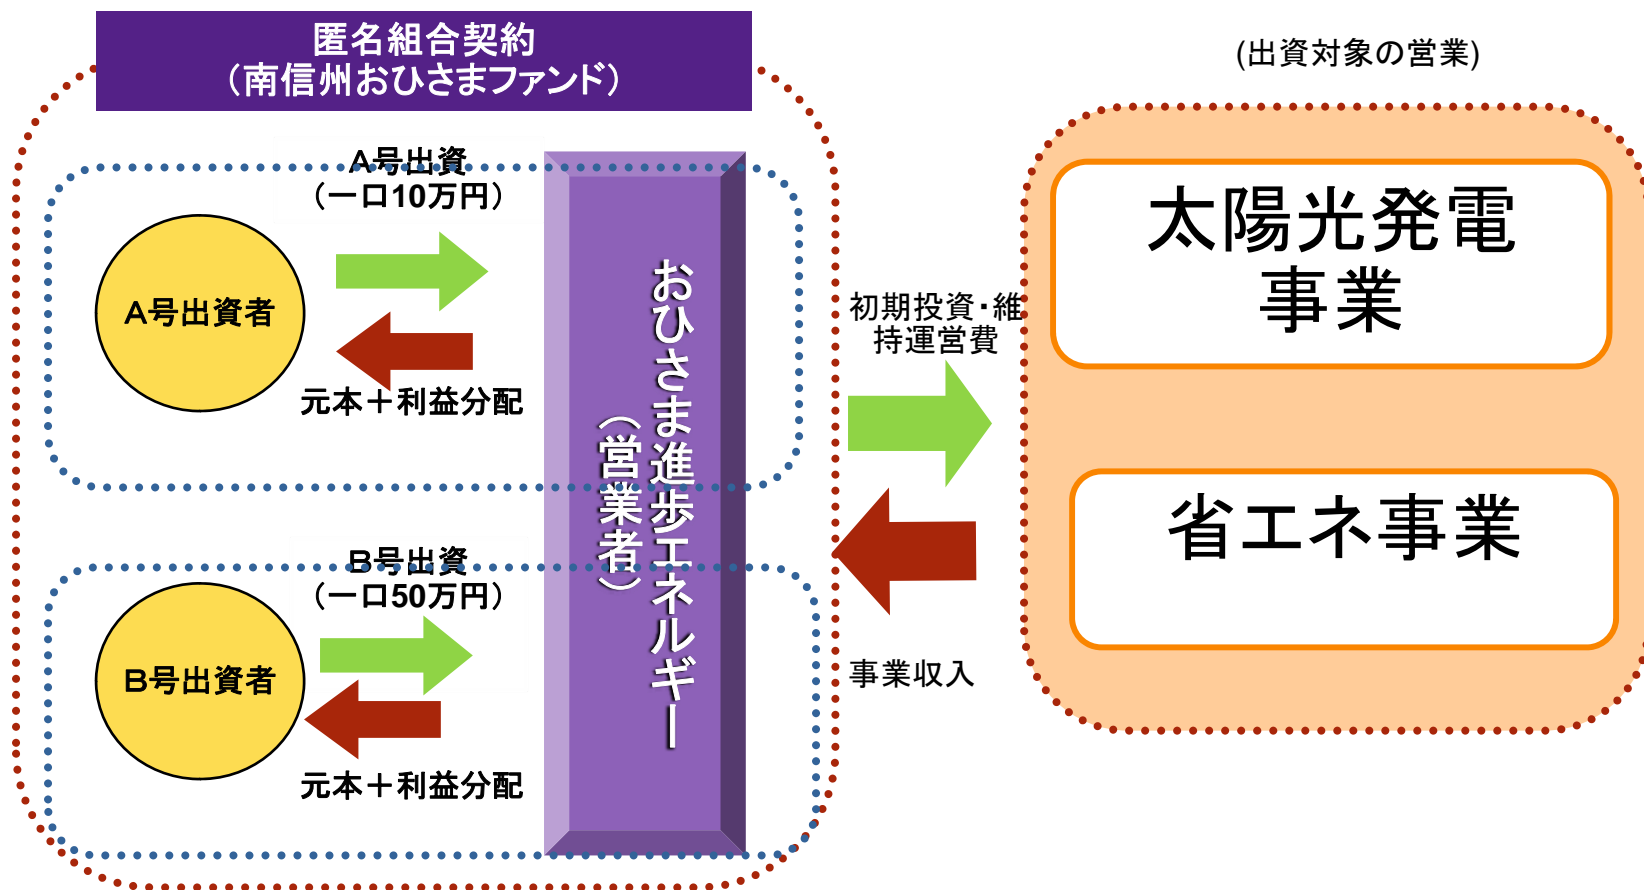 匿名組合契約
（南信州おひさまファンド）
(出資対象の営業)
A号出資
（一口10万円）
A号出資者
元本＋利益分配
B号出資
（一口50万円）
B号出資者
元本＋利益分配
おひさま進歩エネルギー
（営業者）
初期投資・維
持運営費
事業収入
太陽光発電
事業
省エネ事業